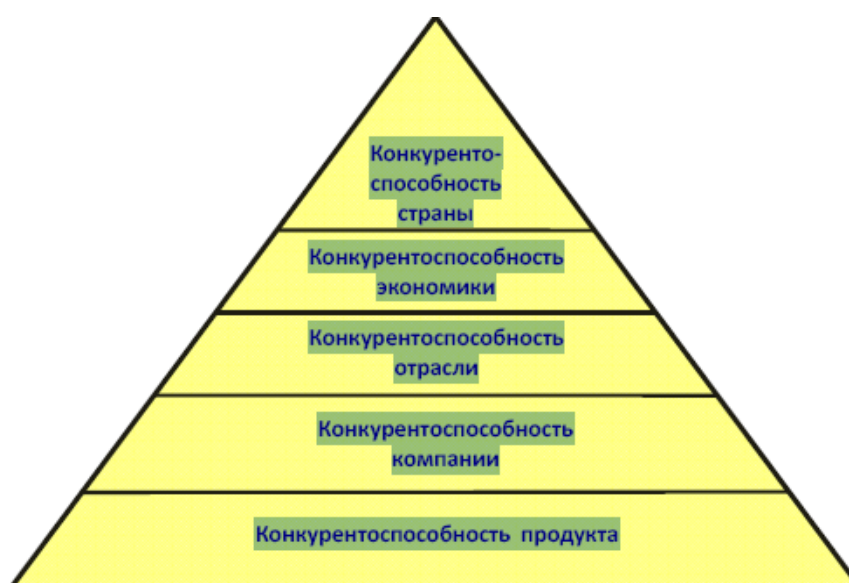 Конкуренто-
способность
страны
Конкурентоспособность
экономики
Конкурентоспособность
отрасли
Конкурентоспособность
компании
Конкурентоспособность продукта